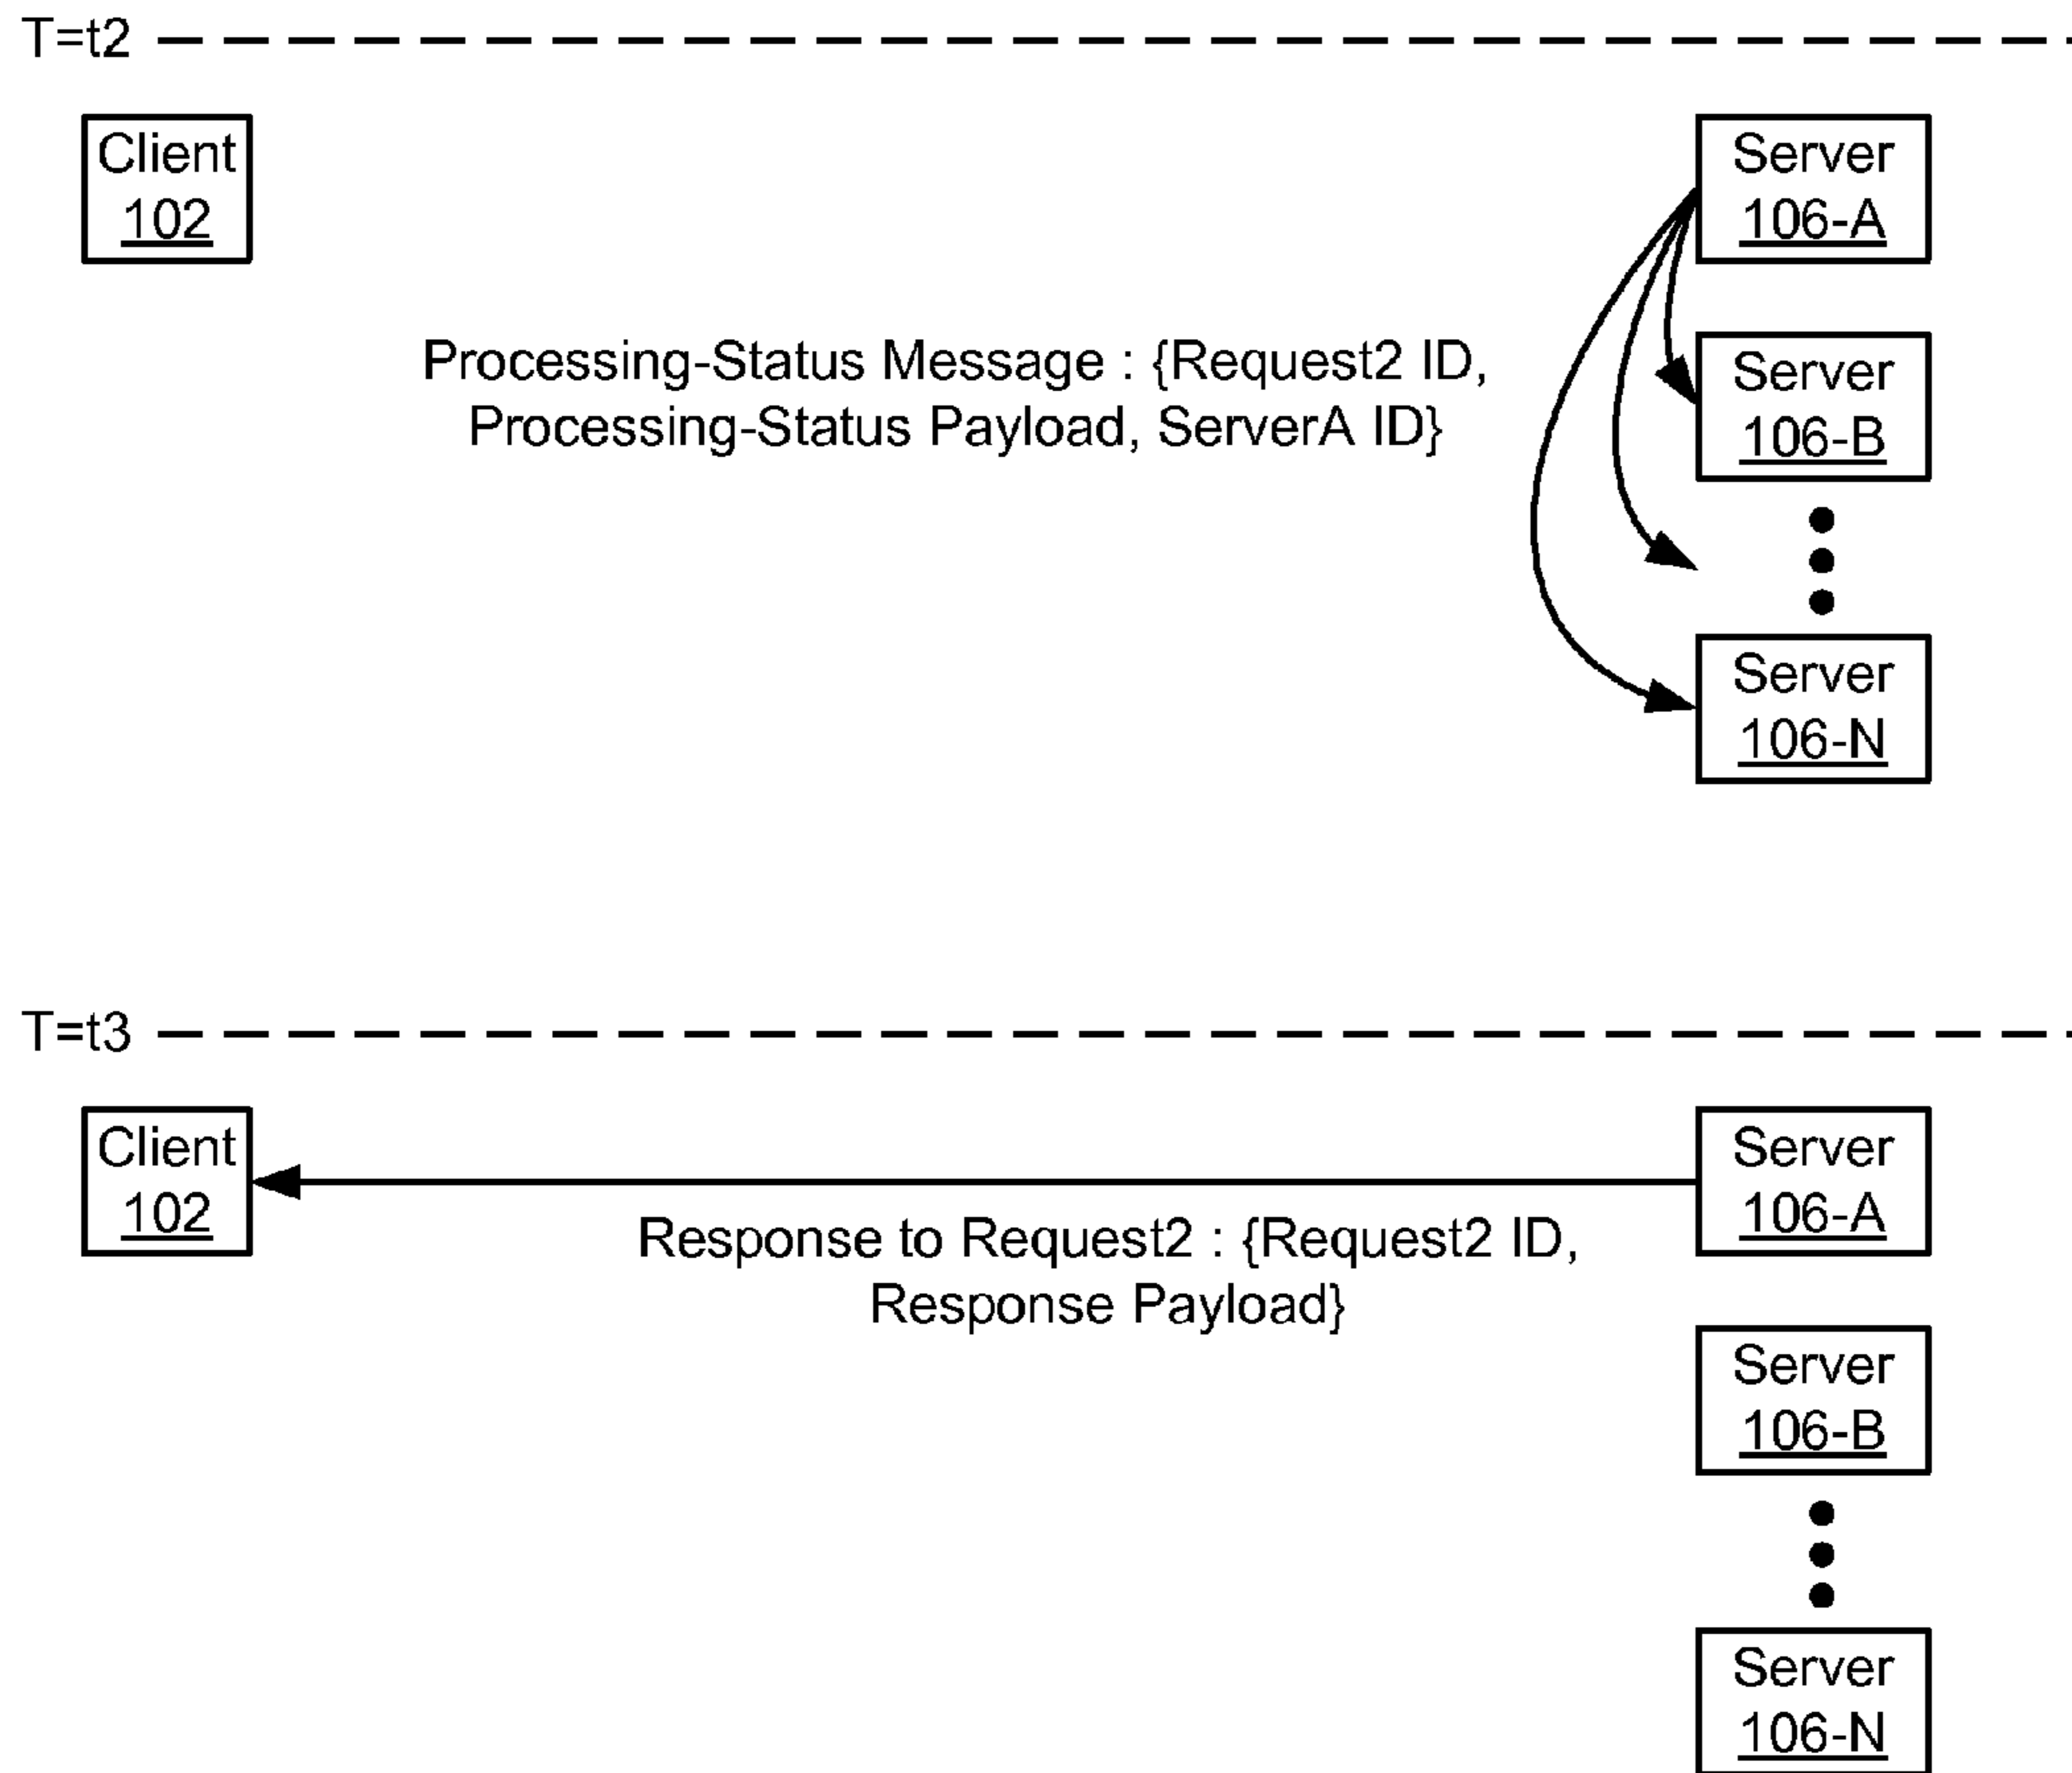 T=t2
Client
102
Server
106-A
Processing-Status Message : {Request2 ID,
Processing-Status Payload, ServerA ID}
Server
106-B
Server
106-N
T=t3
Client
102
Server
106-A
Response to Request2 : {Request2 ID,
Response Payload}
Server
106-B
Server
106-N